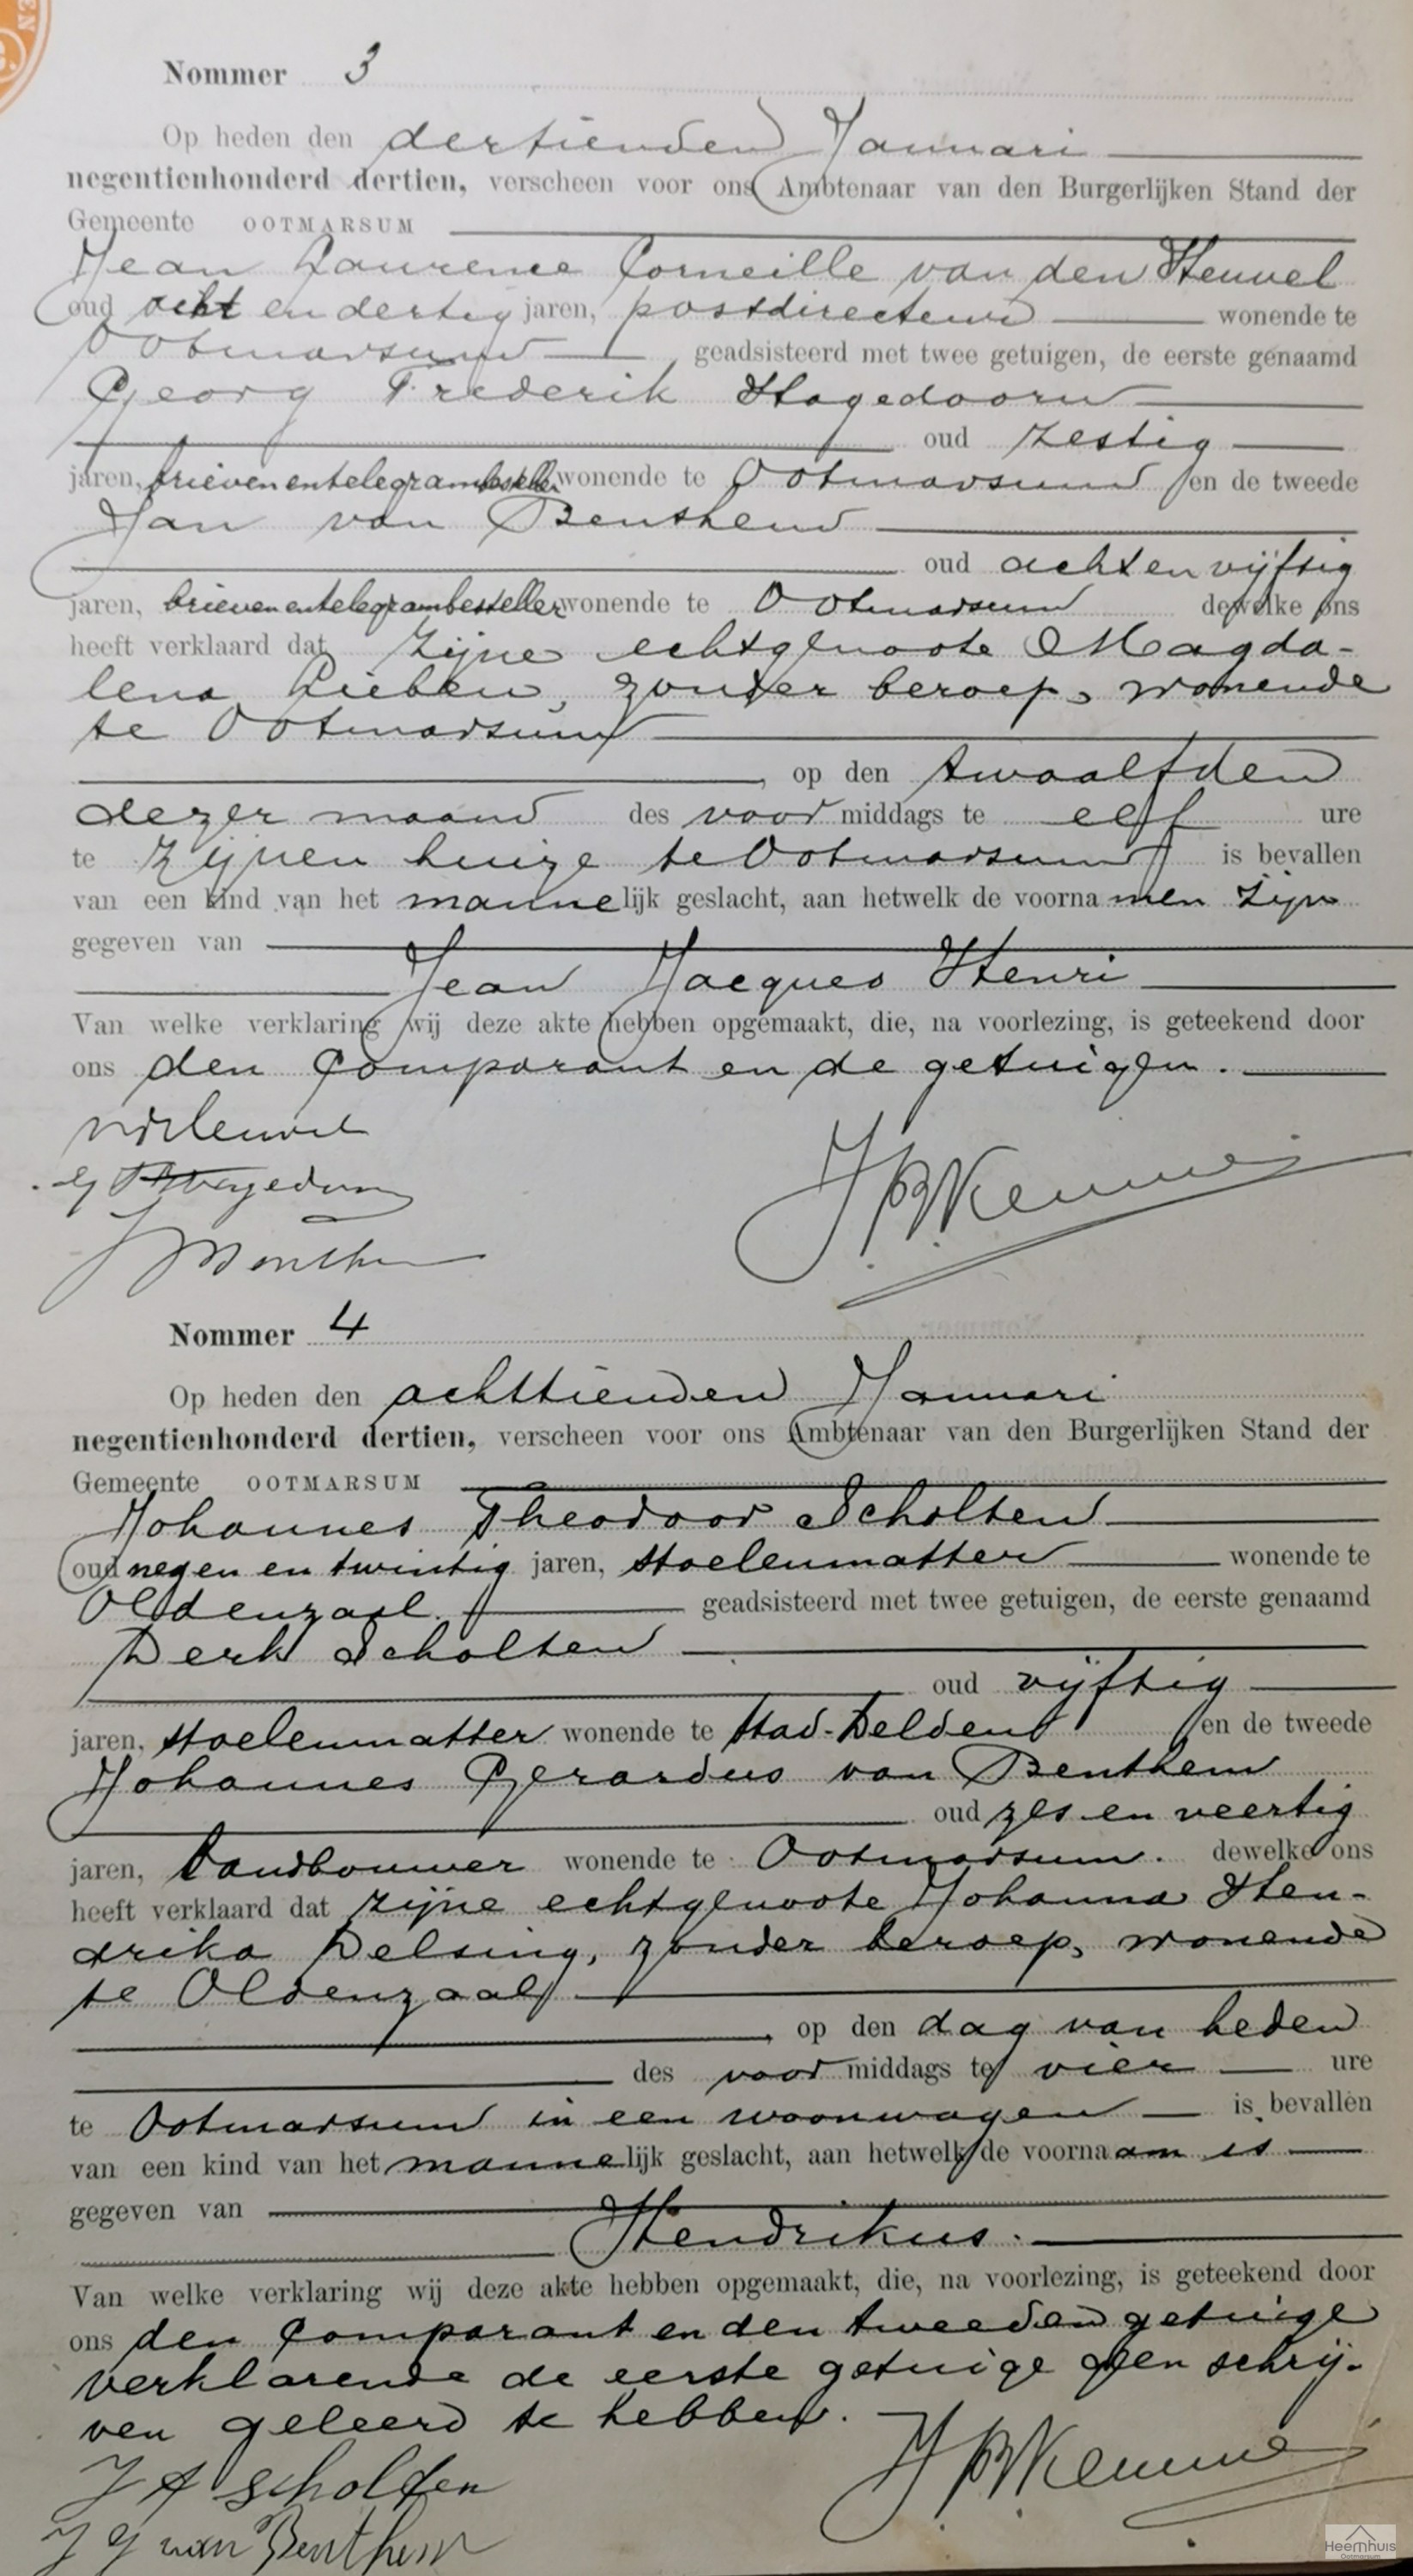 Nommer 3
Op heden den dertienden Januari
negentienhonderd dertien, verscheen voor ons Ambtenaar van den Burgerlijken Stand der
Gemeente OOTMARSUM
Jean Laurence Corneille van den Heuvel
oud acht en dertig jaren, postdirecteur wonende te
Ootmarsum geadsisteerd met twee getuigen, de eerste genaamd
Georg Frederik Hagedoorn
oud zestig
jaren, brievenentelegrambesteller wonende te Ootmarsum en de tweede
Jan van Benthem
oud acht en vijftig
jaren, brievenentelegrambesteller wonende te Ootmarsum dewelke ons
heeft verklaard dat zijne echtgenoote Magda-
lena Lieben, zonder beroep, wonende
te Ootmarsum
, op den twaalfden
dezer maand des voormiddags te elf ure
te zijnen huize te Ootmarsum is bevallen
van een kind van het mannelijk geslacht, aan hetwelk de voornamen zijn
gegeven van
Jean Jacques Henri
Van welke verklaring wij deze akte hebben opgemaakt, die, na voorlezing, is geteekend door
ons den Comparant en de getuigen.
Nommer 4
Op heden den achttienden Januari
negentienhonderd dertien, verscheen voor ons Ambtenaar van den Burgerlijken Stand der
Gemeente OOTMARSUM
Johannes Theodoor Scholten
oud negen en twintig jaren, stoelenmatter wonende te
Oldenzaal. geadsisteerd met twee getuigen, de eerste genaamd
Derk Scholten
oud vijftig
jaren, stoelenmatter wonende te Stad-Delden en de tweede
Johannes Gerardus van Benthem
oud zes en veertig
jaren, landbouwer wonende te Ootmarsum. dewelke ons
heeft verklaard dat zijne echtgenoote Johanna Hen-
drika Delsing, zonder beroep, wonende
te Oldenzaal
, op den dag van heden
des voormiddags te vier ure
te Ootmarsum in een woonwagen is bevallen
van een kind van het mannelijk geslacht, aan hetwelk de voornaam is
gegeven van
Hendrikus.
Van welke verklaring wij deze akte hebben opgemaakt, die, na voorlezing, is geteekend door
ons den Comparant en den tweeden getuige
verklarende de eerste getuige geen schrij-
ven geleerd te hebben.
Scholten
J G van Benthem
Heemhuis
Ootmarsum